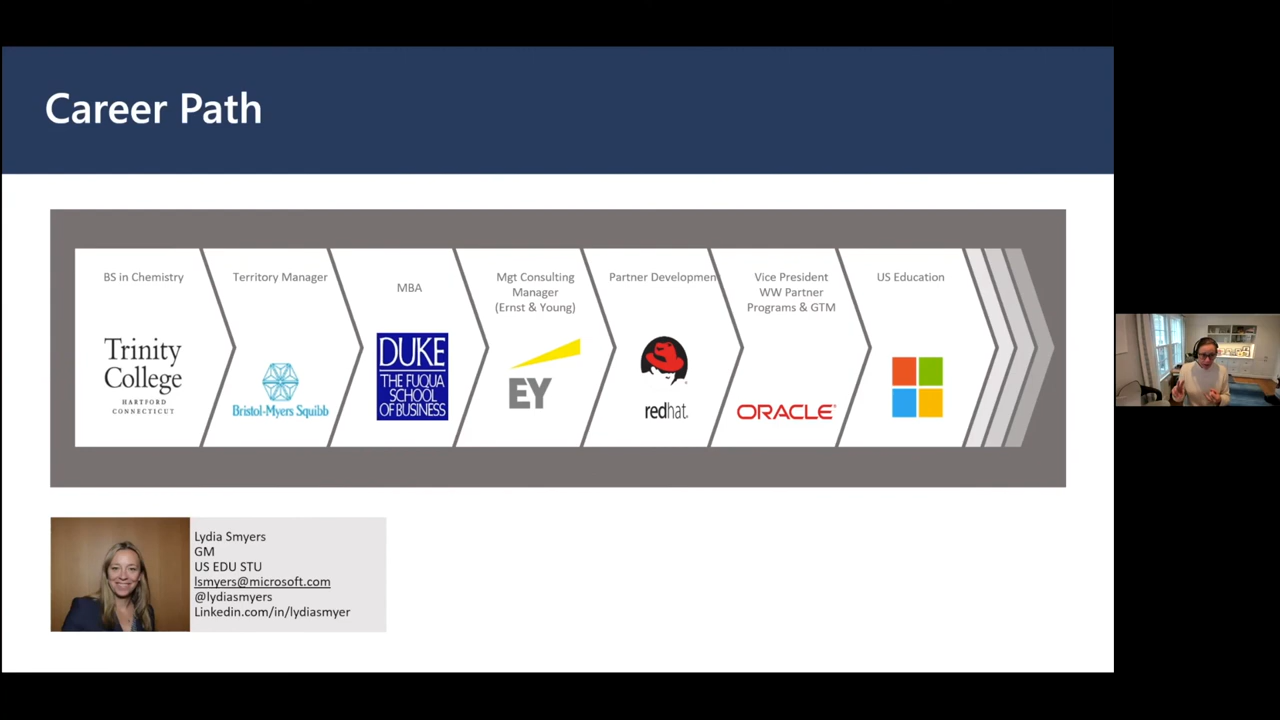 Career Path
BS in Chemistry
Trinity
College
HARTFORD
CONNECTICUT
Territory Manager
Bristol-Myers Squibb
MBA
DUKE
THE FUQUA
SCHOOL
OF BUSINESS
Mgt Consulting
Manager
(Ernst & Young)
EY
Partner Developmen
redhat.
Vice President
WW Partner
Programs & GTM
ORACLE
US Education
Lydia Smyers
GM
US EDU STU
lsmyers@microsoft.com
@lydiasmyers
Linkedin.com/in/lydiasmyer